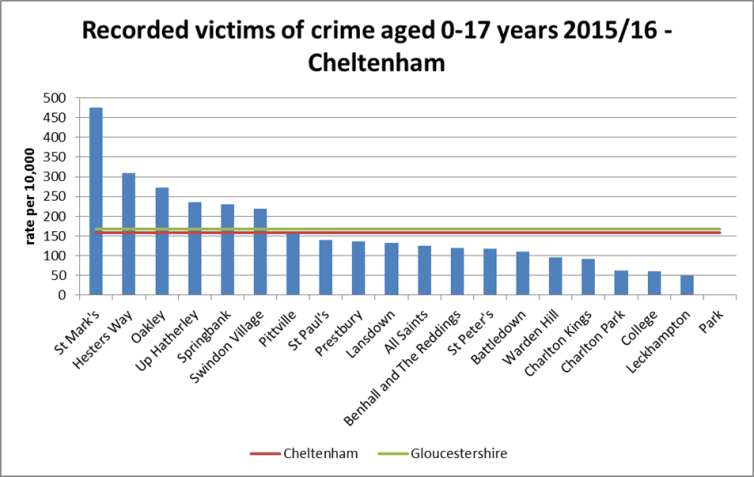 Recorded victims of crime aged 0-17 years 2015/16 -
Cheltenham
rate per 10,000
500
450
400
350
300
250
200
150
100
50
0
St Mark's
Hesters Way
Oakley
Up Hatherley
Springbank
Swindon Village
Pittville
St Paul's
Prestbury
Lansdown
All Saints
Benhall and The Reddings
St Peter's
Battledown
Warden Hill
Charlton Kings
Charlton Park
College
Leckhampton
Park
Cheltenham
Gloucestershire